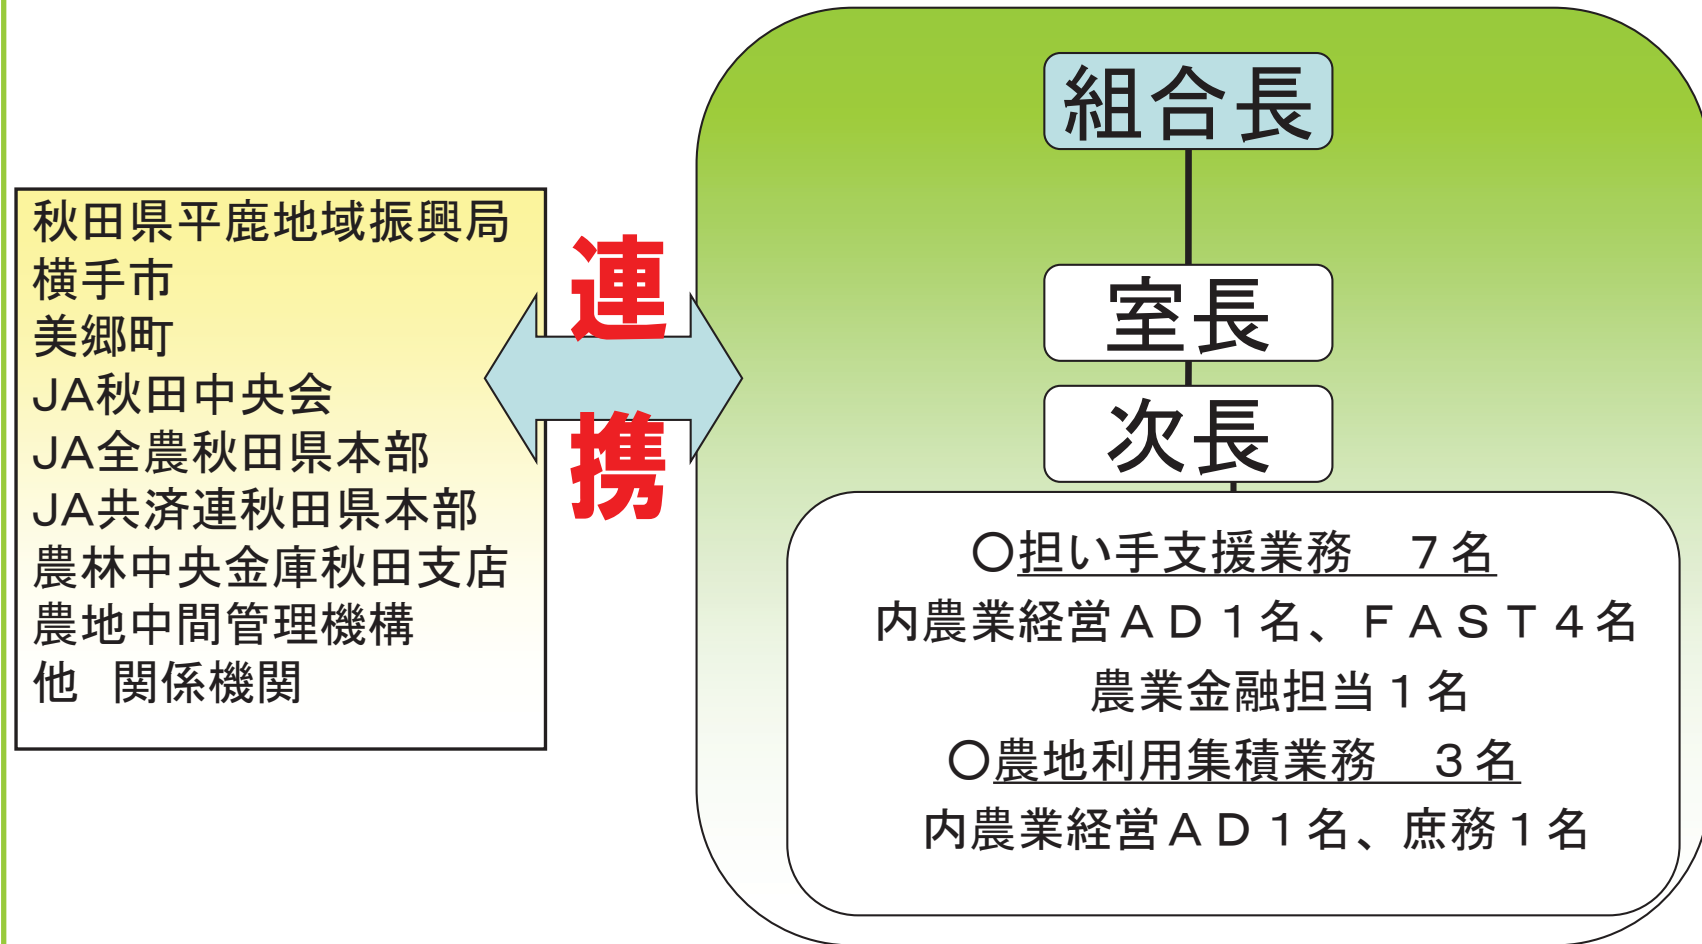 秋田県平鹿地域振興局
横手市
美郷町
JA秋田中央会
JA全農秋田県本部
JA共済連秋田県本部
農林中央金庫秋田支店
農地中間管理機構
他　関係機関
連
携
組合長
室長
次長
○担い手支援業務　７名
内農業経営ＡＤ１名、ＦＡＳＴ４名
農業金融担当１名
○農地利用集積業務　３名
内農業経営ＡＤ１名、庶務１名